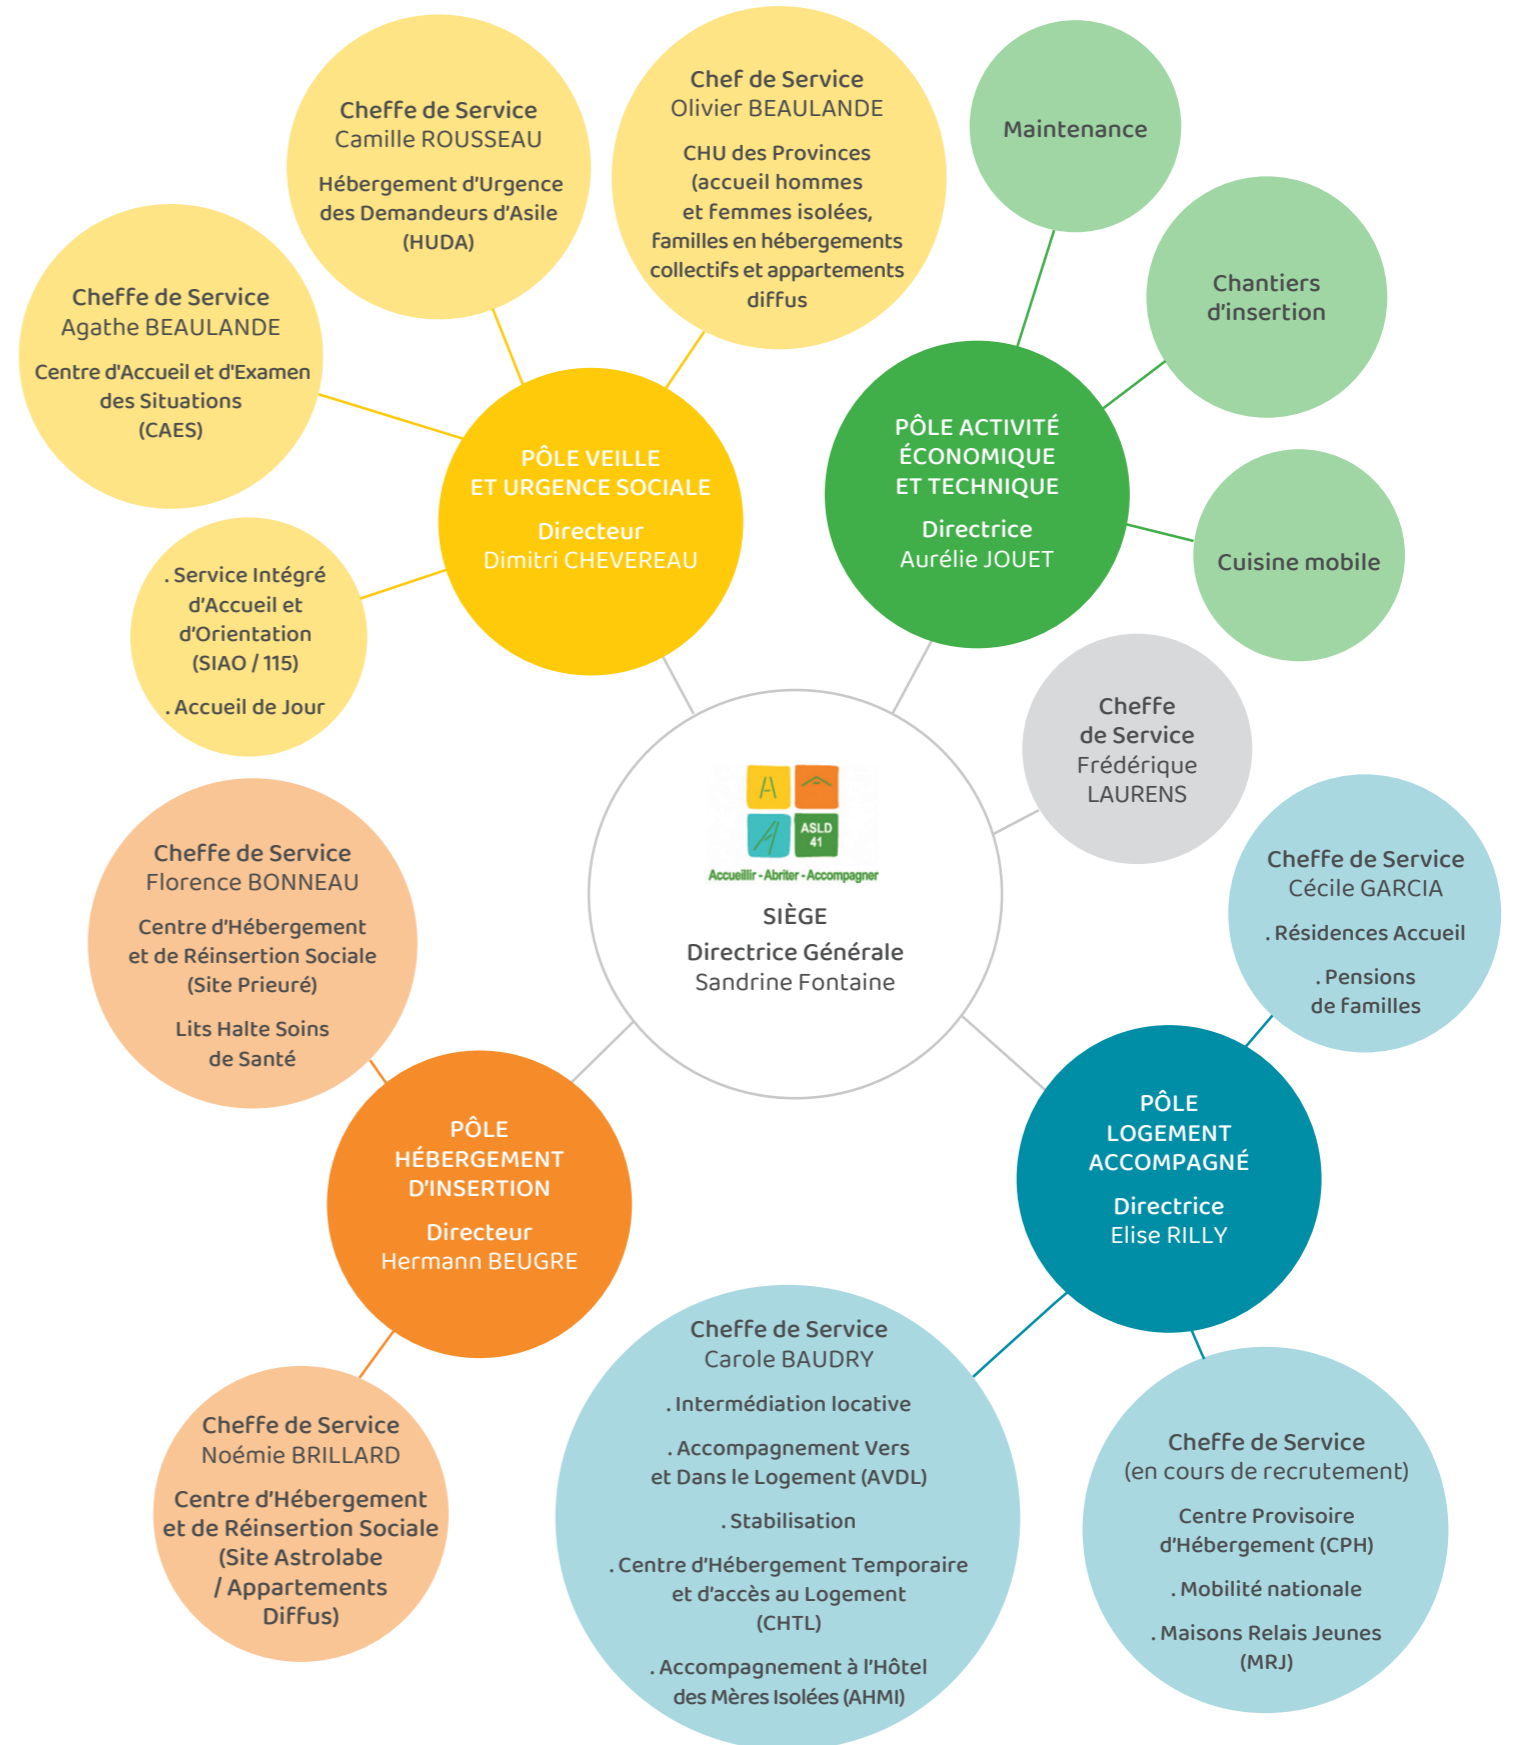 Cheffe de Service
Camille ROUSSEAU
Hébergement d'Urgence
des Demandeurs d'Asile
(HUDA)
Chef de Service
Olivier BEAULANDE
CHU des Provinces
(accueil hommes
et femmes isolées,
familles en hébergements
collectifs et appartements
diffus
Maintenance
Chantiers
d'insertion
Cheffe de Service
Agathe BEAULANDE
Centre d'Accueil et d'Examen
des Situations
(CAES)
PÔLE VEILLE
ET URGENCE SOCIALE
Directeur
Dimitri CHEVEREAU
PÔLE ACTIVITÉ
ÉCONOMIQUE
ET TECHNIQUE
Directrice
Aurélie JOUET
Cuisine mobile
. Service Intégré
d'Accueil et
d'Orientation
(SIAO / 115)
. Accueil de Jour
Cheffe
de Service
Frédérique
LAURENS
ASLD
41
Accueillir - Abriter - Accompagner
SIÈGE
Directrice Générale
Sandrine Fontaine
Cheffe de Service
Florence BONNEAU
Centre d'Hébergement
et de Réinsertion Sociale
(Site Prieuré)
Lits Halte Soins
de Santé
Cheffe de Service
Cécile GARCIA
. Résidences Accueil
. Pensions
de familles
PÔLE
HÉBERGEMENT
D'INSERTION
Directeur
Hermann BEUGRE
PÔLE
LOGEMENT
ACCOMPAGNÉ
Directrice
Elise RILLY
Cheffe de Service
Noémie BRILLARD
Centre d'Hébergement
et de Réinsertion Sociale
(Site Astrolabe
/ Appartements
Diffus)
Cheffe de Service
Carole BAUDRY
. Intermédiation locative
. Accompagnement Vers
et Dans le Logement (AVDL)
. Stabilisation
. Centre d'Hébergement Temporaire
et d'accès au Logement
(CHTL)
. Accompagnement à l'Hôtel
des Mères Isolées (AHMI)
Cheffe de Service
(en cours de recrutement)
Centre Provisoire
d'Hébergement (CPH)
. Mobilité nationale
. Maisons Relais Jeunes
(MRJ)